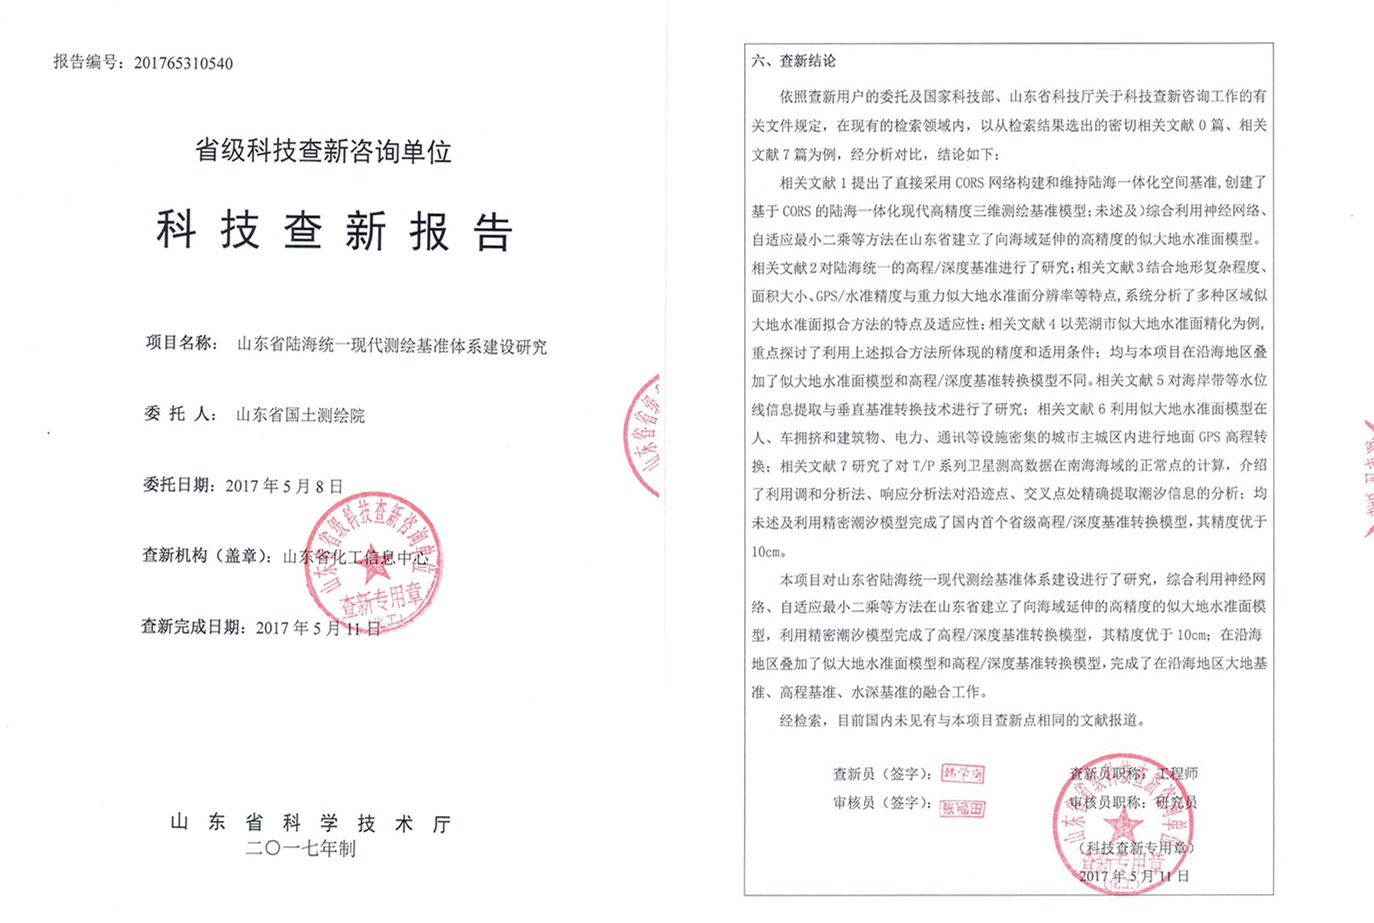 报告编号：201765310540
省级科技查新咨询单位
科技查新报告
项目名称： 山东省陆海统一现代测绘基准体系建设研究
委 托 人： 山东省国土测绘院
委托日期：2017年5月8日
查新机构（盖章）：山东省化工信息中心
查新完成日期：2017年5月11日
山东省省级科技查新咨询单位
查新专用章
（化工）
山东省科学技术厅
二〇一七年制
山东省省级
六、查新结论
依照查新用户的委托及国家科技部、山东省科技厅关于科技查新咨询工作的有
关文件规定，在现有的检索领域内，以从检索结果选出的密切相关文献0篇、相关
文献7篇为例，经分析对比，结论如下：
相关文献1提出了直接采用CORS网络构建和维持陆海一体化空间基准,创建了
基于CORS的陆海一体化现代高精度三维测绘基准模型;未述及)综合利用神经网络、
自适应最小二乘等方法在山东省建立了向海域延伸的高精度的似大地水准面模型。
相关文献2对陆海统一的高程/深度基准进行了研究;相关文献3结合地形复杂程度、
面积大小、GPS/水准精度与重力似大地水准面分辨率等特点,系统分析了多种区域似
大地水准面拟合方法的特点及适应性;相关文献4以芜湖市似大地水准面精化为例,
重点探讨了利用上述拟合方法所体现的精度和适用条件；均与本项目在沿海地区叠
加了似大地水准面模型和高程/深度基准转换模型不同。相关文献5对海岸带等水位
线信息提取与垂直基准转换技术进行了研究；相关文献6利用似大地水准面模型在
人、车拥挤和建筑物、电力、通讯等设施密集的城市主城区内进行地面GPS高程转
换；相关文献7研究了对T/P系列卫星测高数据在南海海域的正常点的计算，介绍
了利用调和分析法、响应分析法对沿迹点、交叉点处精确提取潮汐信息的分析；均
未述及利用精密潮汐模型完成了国内首个省级高程/深度基准转换模型,其精度优于
10cm。
本项目对山东省陆海统一现代测绘基准体系建设进行了研究，综合利用神经网
络、自适应最小二乘等方法在山东省建立了向海域延伸的高精度的似大地水准面模
型，利用精密潮汐模型完成了高程/深度基准转换模型，其精度优于10cm；在沿海
地区叠加了似大地水准面模型和高程/深度基准转换模型,完成了在沿海地区大地基
准、高程基准、水深基准的融合工作。
经检索，目前国内未见有与本项目查新点相同的文献报道。
查新员（签字）： 查新员职称：工程师
审核员（签字）：张福田 审核员职称：研究员
（科技查新专用章）
2017年5月11日
山东省省级科技查新咨询单位
查新专用章
（化工）